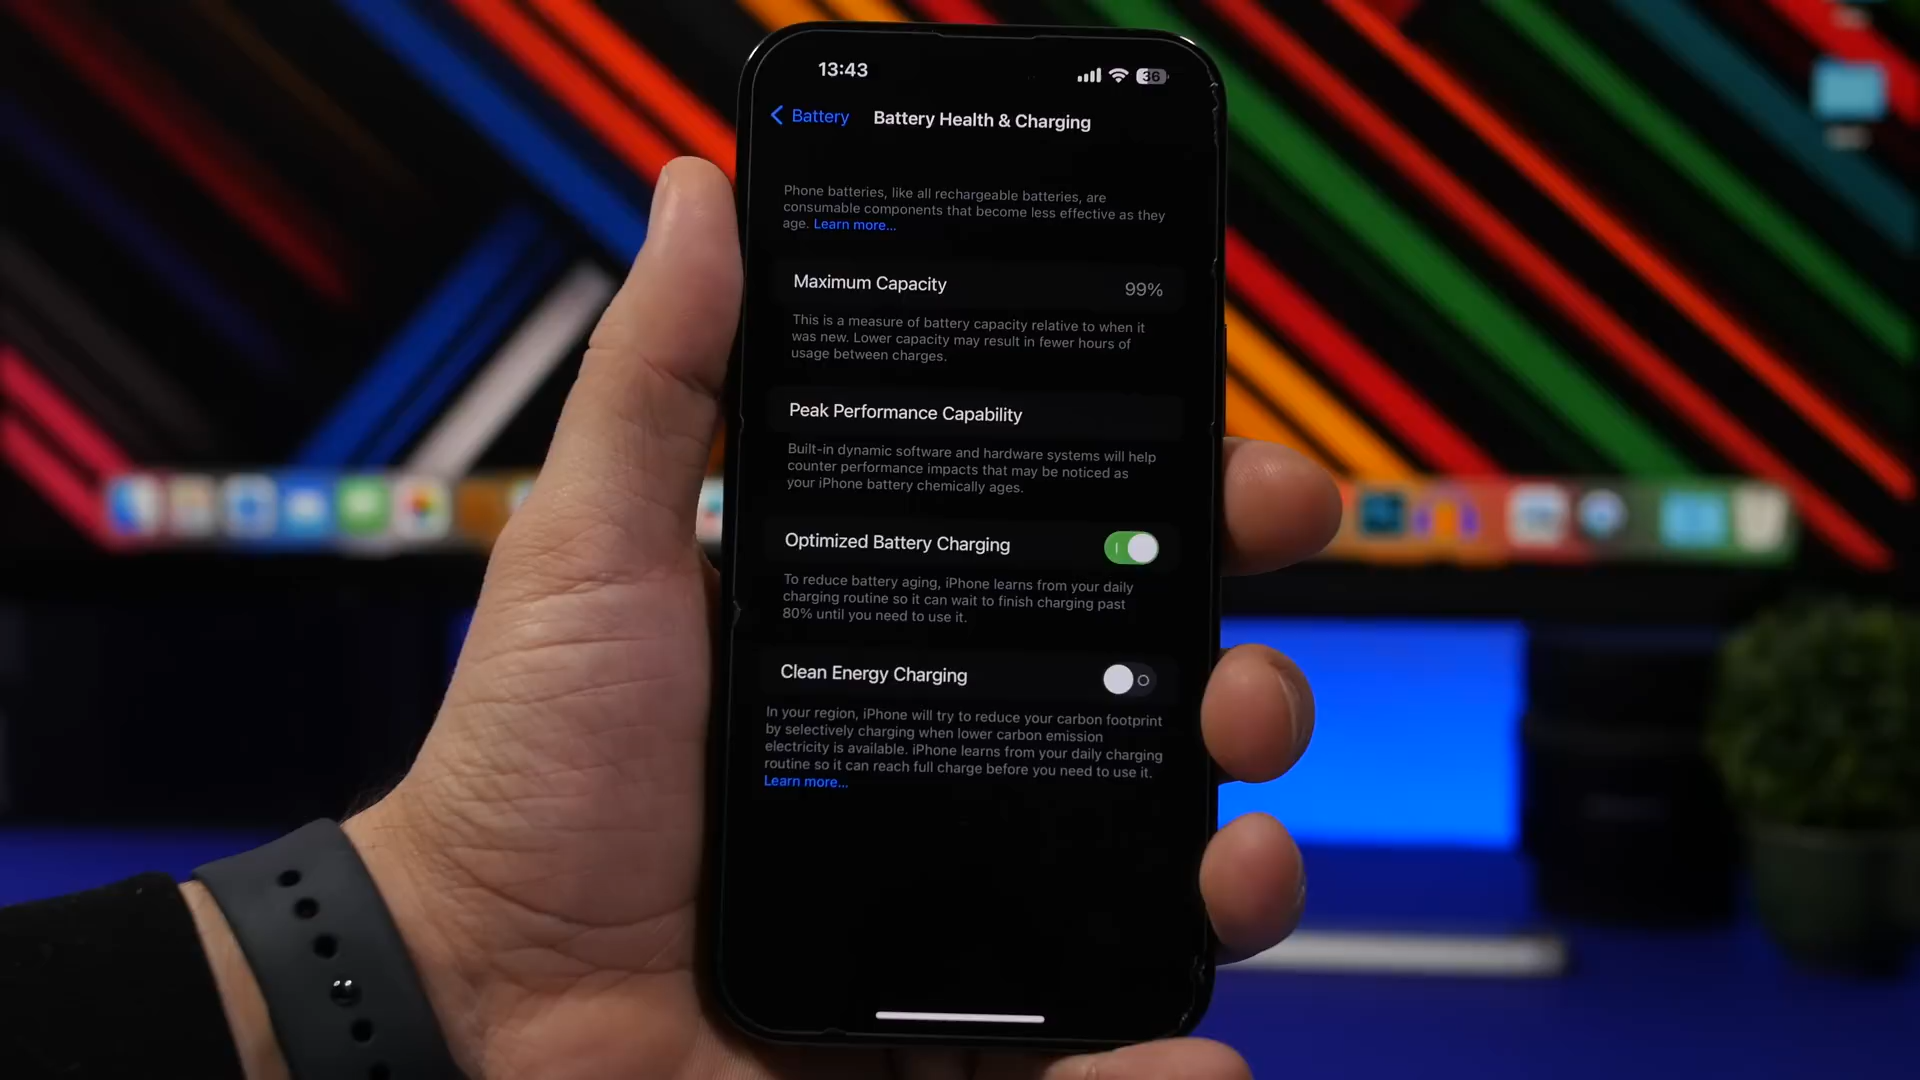 13:43
36
Battery
Battery Health & Charging
Phone batteries, like all rechargeable batteries, are
consumable components that become less effective as they
age. Learn more...
Maximum Capacity
99%
This is a measure of battery capacity relative to when it
was new. Lower capacity may result in fewer hours of
usage between charges.
Peak Performance Capability
Built-in dynamic software and hardware systems will help
counter performance impacts that may be noticed as
your iPhone battery chemically ages.
Optimized Battery Charging
To reduce battery aging, iPhone learns from your daily
charging routine so it can wait to finish charging past
80% until you need to use it.
Clean Energy Charging
In your region, iPhone will try to reduce your carbon footprint
by selectively charging when lower carbon emission
electricity is available. iPhone learns from your daily charging
routine so it can reach full charge before you need to use it.
Learn more...